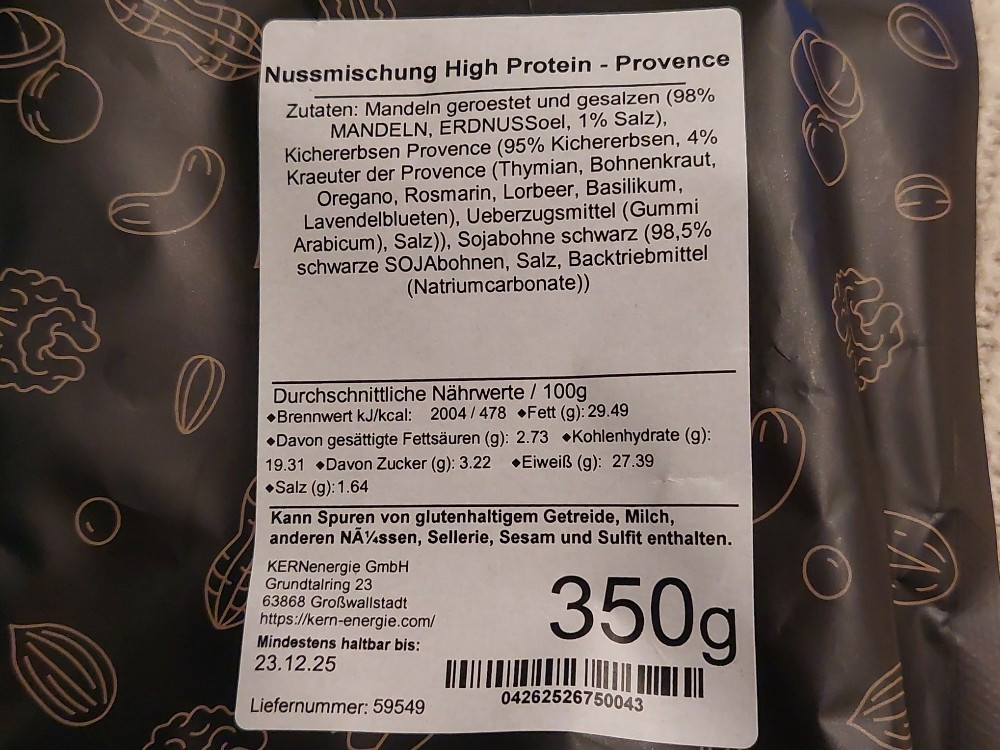 Nussmischung High Protein - Provence
Zutaten: Mandeln geroestet und gesalzen (98%
MANDELN, ERDNUSSoel, 1% Salz),
Kichererbsen Provence (95% Kichererbsen, 4%
Kraeuter der Provence (Thymian, Bohnenkraut,
Oregano, Rosmarin, Lorbeer, Basilikum,
Lavendelblueten), Ueberzugsmittel (Gummi
Arabicum), Salz)), Sojabohne schwarz (98,5%
schwarze SOJAbohnen, Salz, Backtriebmittel
(Natriumcarbonate))
Durchschnittliche Nährwerte / 100g
◆Brennwert kJ/kcal: 2004 / 478 ◆Fett (g): 29.49
◆Davon gesättigte Fettsäuren (g): 2.73 ◆Kohlenhydrate (g):
19.31 ◆Davon Zucker (g): 3.22 ◆Eiweiß (g): 27.39
◆Salz (g): 1.64
Kann Spuren von glutenhaltigem Getreide, Milch,
anderen NÃ¼ssen, Sellerie, Sesam und Sulfit enthalten.
KERNenergie GmbH
Grundtalring 23
63868 Großwallstadt
https://kern-energie.com/
Mindestens haltbar bis:
23.12.25
350g
Liefernummer: 59549
04262526750043